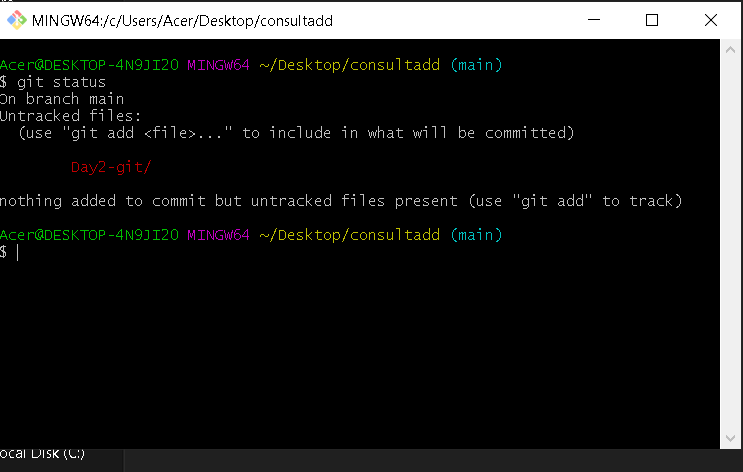 MINGW64:/c/Users/Acer/Desktop/consultadd
Acer@DESKTOP-4N9JI20 MINGW64 ~/Desktop/consultadd (main)
$ git status
On branch main
Untracked files:
  (use "git add <file>..." to include in what will be committed)
        Day2-git/
nothing added to commit but untracked files present (use "git add" to track)
Acer@DESKTOP-4N9JI20 MINGW64 ~/Desktop/consultadd (main)
$
ocal Disk (C:)